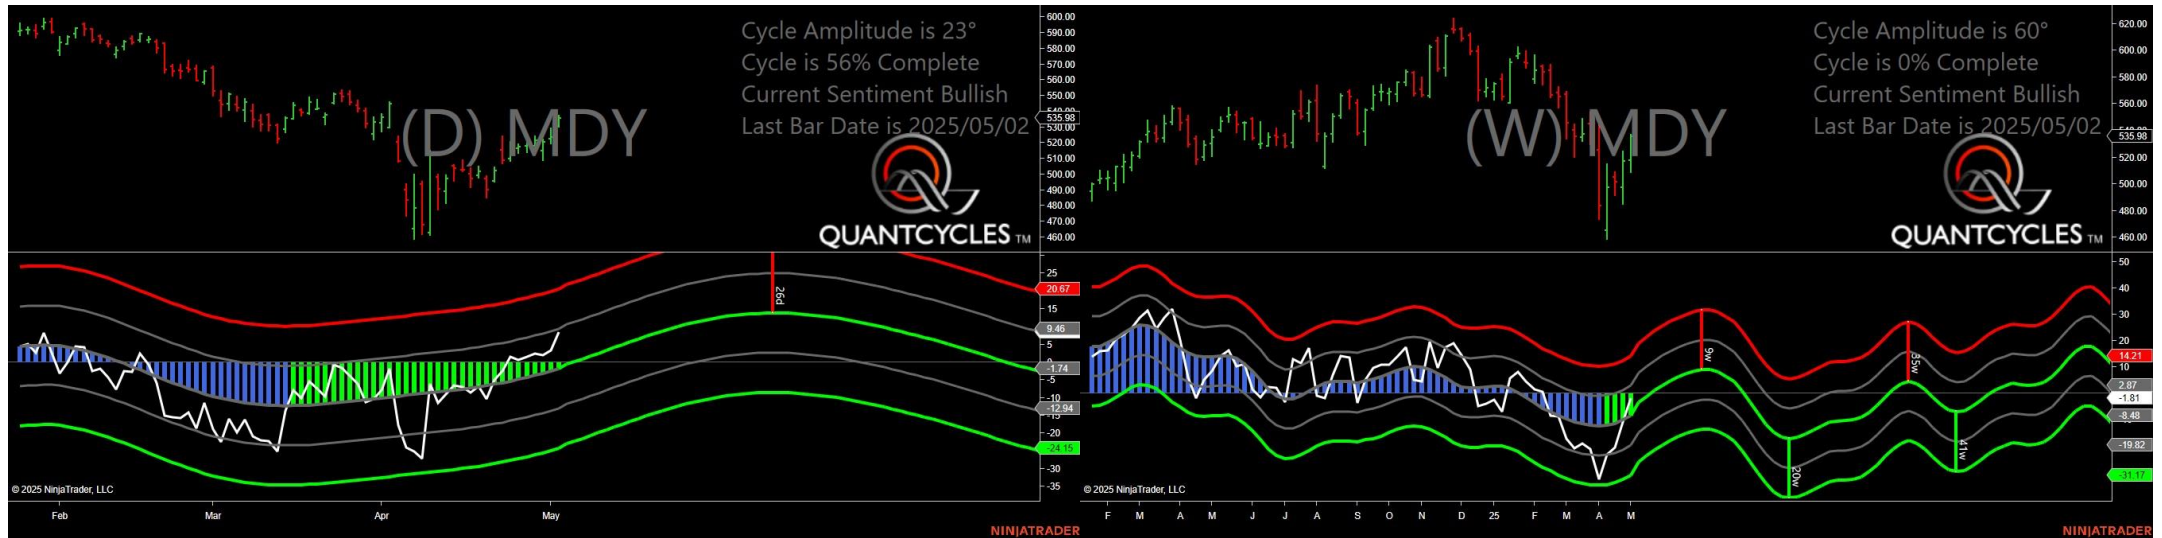 Cycle Amplitude is 23°
Cycle is 56% Complete
Current Sentiment Bullish
Last Bar Date is 2025/05/02
(D) MDY
QUANTCYCLES TM
600.00
590.00
580.00
570.00
560.00
550.00
535.98
530.00
520.00
510.00
500.00
490.00
480.00
470.00
460.00
26d
25
20.67
15
9.46
5
0
-1.74
-5
-10
-12.94
-15
-20
-24.15
-30
-35
© 2025 NinjaTrader, LLC
Feb Mar Apr May
NINJATRADER
Cycle Amplitude is 60°
Cycle is 0% Complete
Current Sentiment Bullish
Last Bar Date is 2025/05/02
(W) MDY
QUANTCYCLES TM
620.00
600.00
580.00
560.00
535.98
520.00
500.00
480.00
460.00
9w
20w
41w
50
40
30
20
14.21
10
2.87
-1.81
-8.48
-19.82
-31.17
© 2025 NinjaTrader, LLC
F M A M J J A S O N D 25 F M A M
NINJATRADER